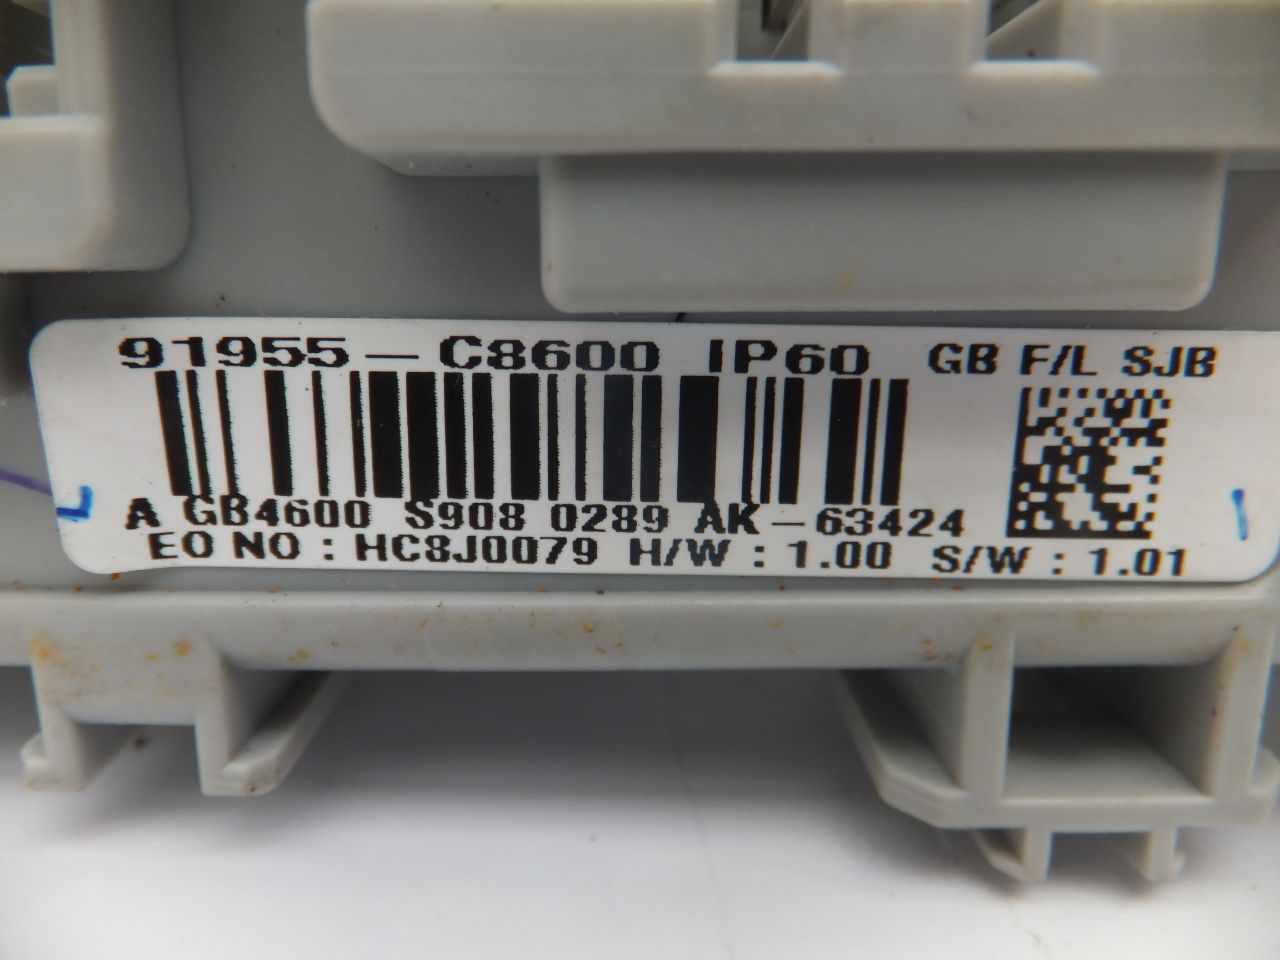 91955-C8600 IP60 GB F/L SJB
A GB4600 S908 0289 AK-63424
EO NO : HC8J0079 H/W : 1.00 S/W : 1.01